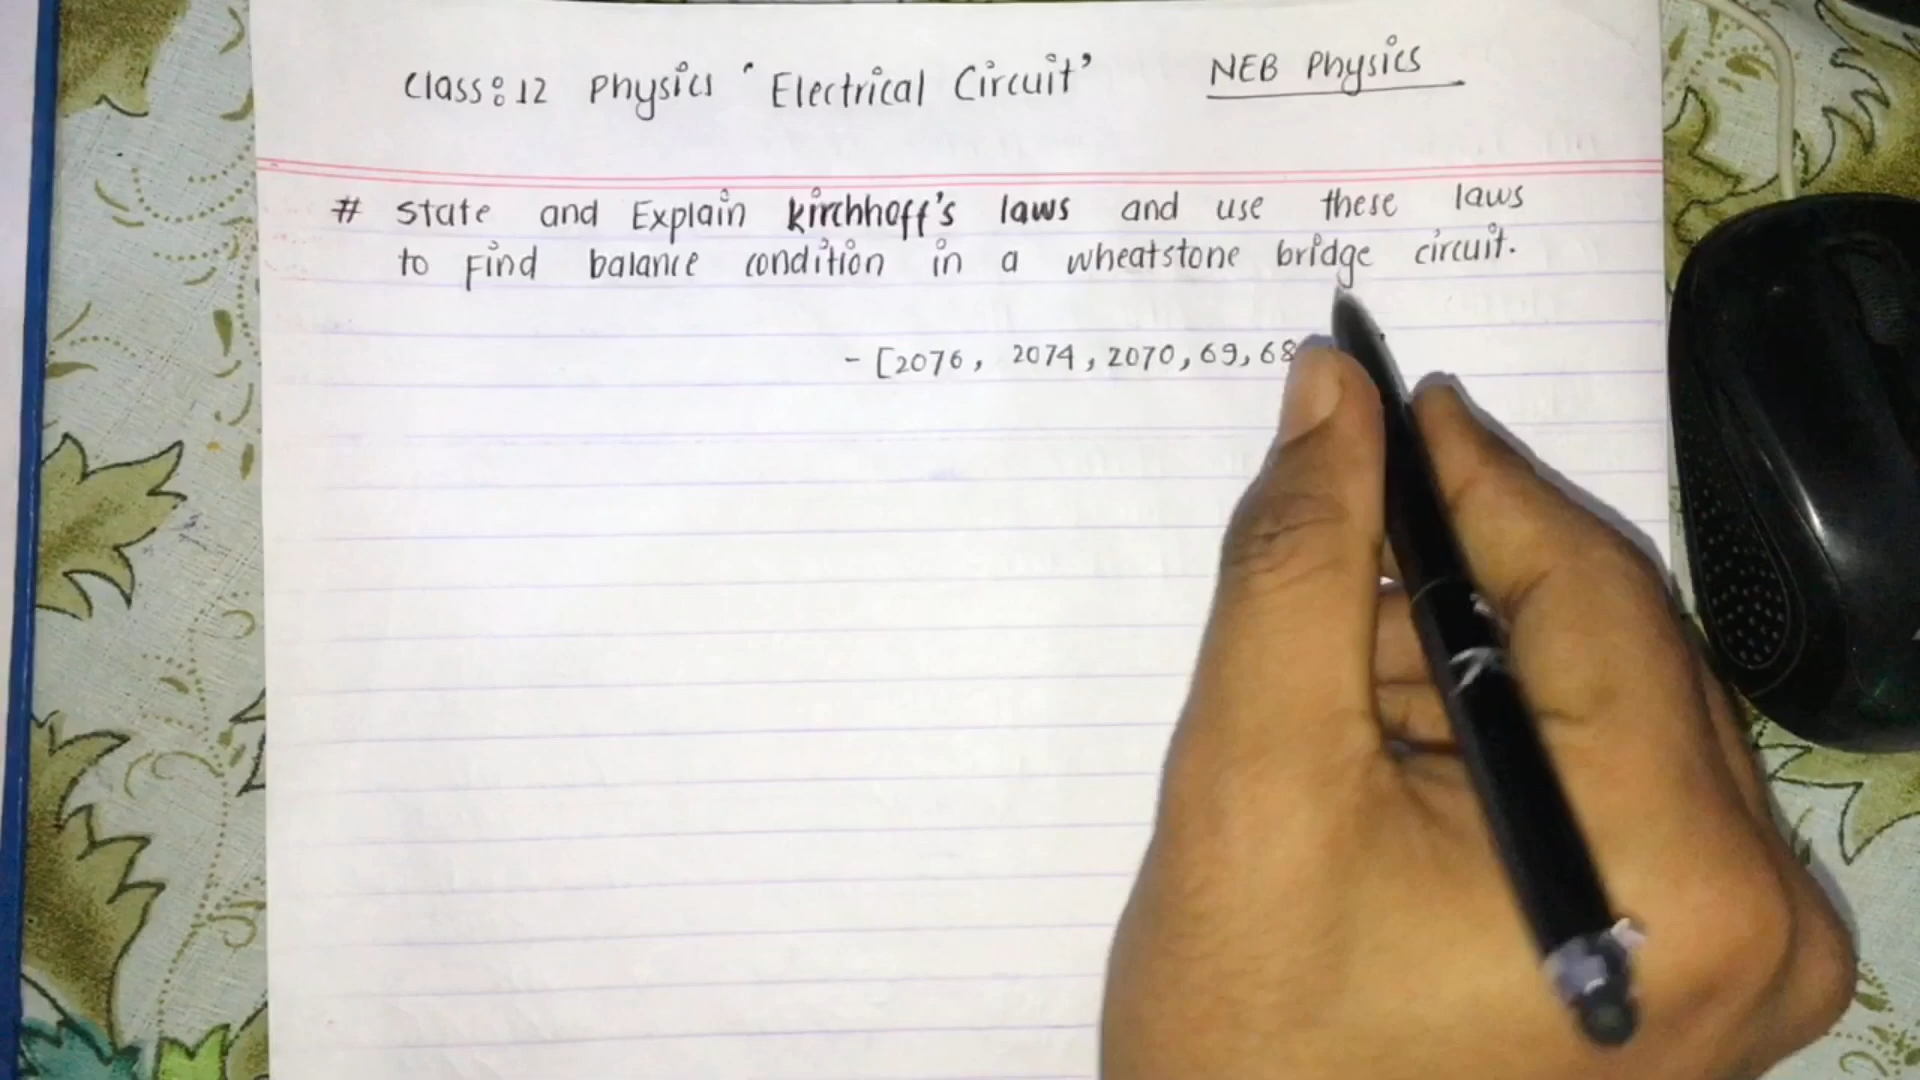 Class: 12 Physics ‘Electrical Circuit’ NEB Physics
# State and Explain kirchhoff's laws and use these laws
to Find balance condition in a wheatstone bridge circuit.
- [2076, 2074, 2070, 69, 68